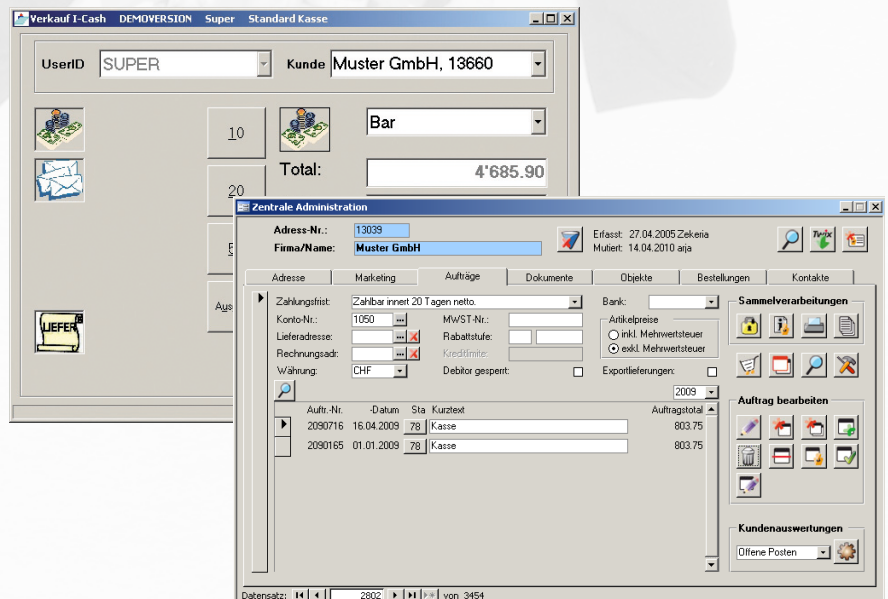 Verkauf I-Cash DEMOVERSION Super Standard Kasse
UserID SUPER Kunde Muster GmbH, 13660
10 Bar
Total: 4'685.90
20
LIEFER
Zentrale Administration
Adress-Nr.: 13039
Erfasst: 27.04.2005 Zekeria
Firma/Name: Muster GmbH
Mutiert: 14.04.2010 arja
Twix
Adresse Marketing Aufträge Dokumente Objekte Bestellungen Kontakte
Zahlungsfrist: Zahlbar innert 20 Tagen netto. Bank: Sammelverarbeitungen
Konto-Nr.: 1050 ... MWST-Nr.: Artikelpreise
Lieferadresse: ... Rabattstufe: inkl. Mehrwertsteuer
Rechnungsadr: ... Kreditlmite: exkl. Mehrwertsteuer
Währung: CHF Debitor gesperrt: Exportlieferungen:
2009
Auftrag bearbeiten
Auftr.-Nr. -Datum Sta Kurztext Auftragstotal
2090716 16.04.2009 78 Kasse 803.75
2090165 01.01.2009 78 Kasse 803.75
Kundenauswertungen
Offene Posten
Datensatz: 2802 von 3454